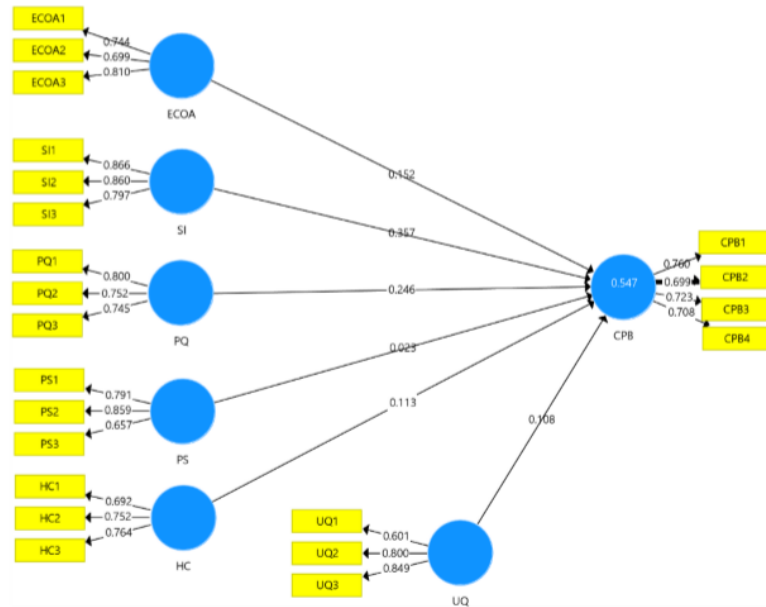 ECOA1
0.744
ECOA2
0.699
ECOA3
0.810
ECOA
0.152
SI1
0.866
SI2
0.860
SI3
0.797
SI
0.357
PQ1
0.800
PQ2
0.752
PQ3
0.745
PQ
0.246
PS1
0.791
PS2
0.859
PS3
0.657
PS
0.023
HC1
0.692
HC2
0.752
HC3
0.764
HC
0.113
UQ1
0.601
UQ2
0.800
UQ3
0.849
UQ
0.108
0.547
CPB
0.760
CPB1
0.699
CPB2
0.723
CPB3
0.708
CPB4